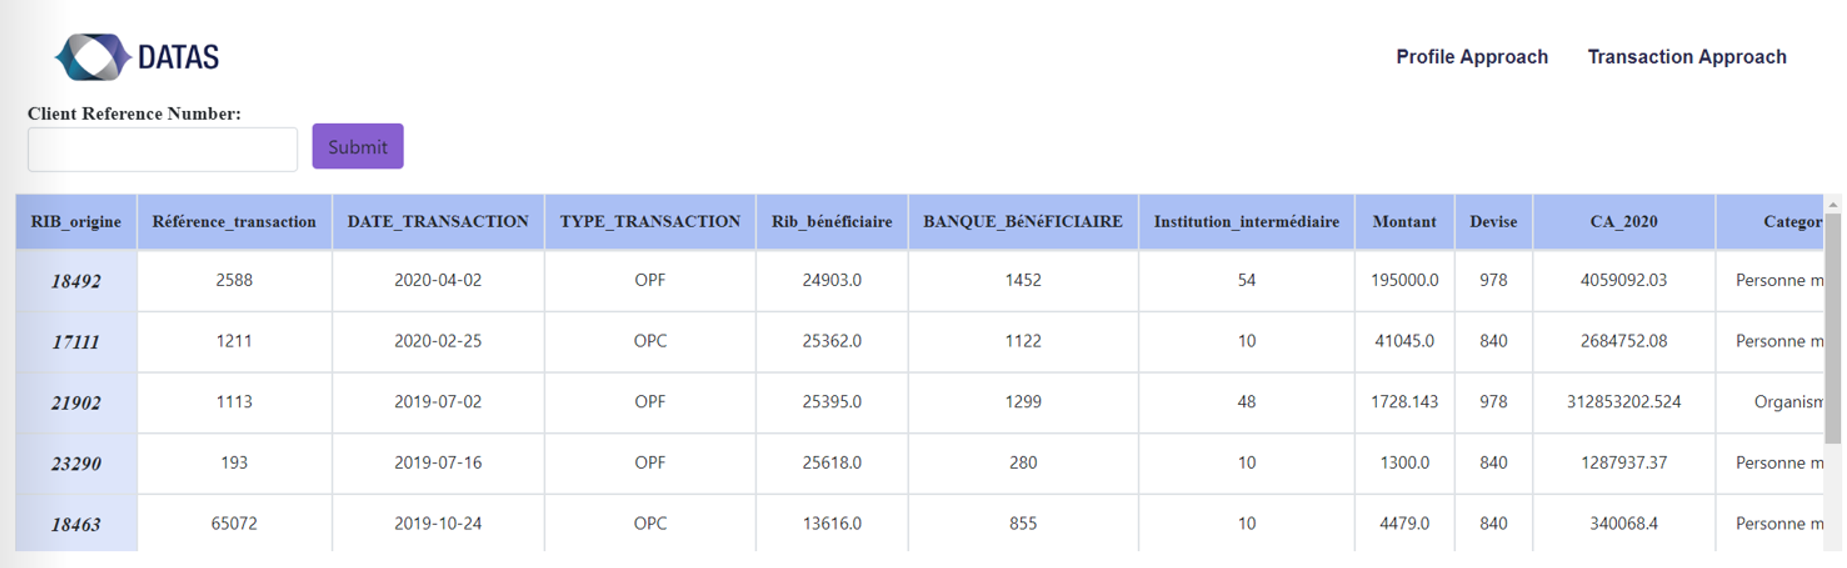 DATAS
Profile Approach Transaction Approach
Client Reference Number:
Submit
RIB_origine Référence_transaction DATE_TRANSACTION TYPE_TRANSACTION Rib_bénéficiaire BANQUE_BéNéFICIAIRE Institution_intermédiaire Montant Devise CA_2020 Categor
18492 2588 2020-04-02 OPF 24903.0 1452 54 195000.0 978 4059092.03 Personne m
17111 1211 2020-02-25 OPC 25362.0 1122 10 41045.0 840 2684752.08 Personne m
21902 1113 2019-07-02 OPF 25395.0 1299 48 1728.143 978 312853202.524 Organism
23290 193 2019-07-16 OPF 25618.0 280 10 1300.0 840 1287937.37 Personne m
18463 65072 2019-10-24 OPC 13616.0 855 10 4479.0 840 340068.4 Personne m